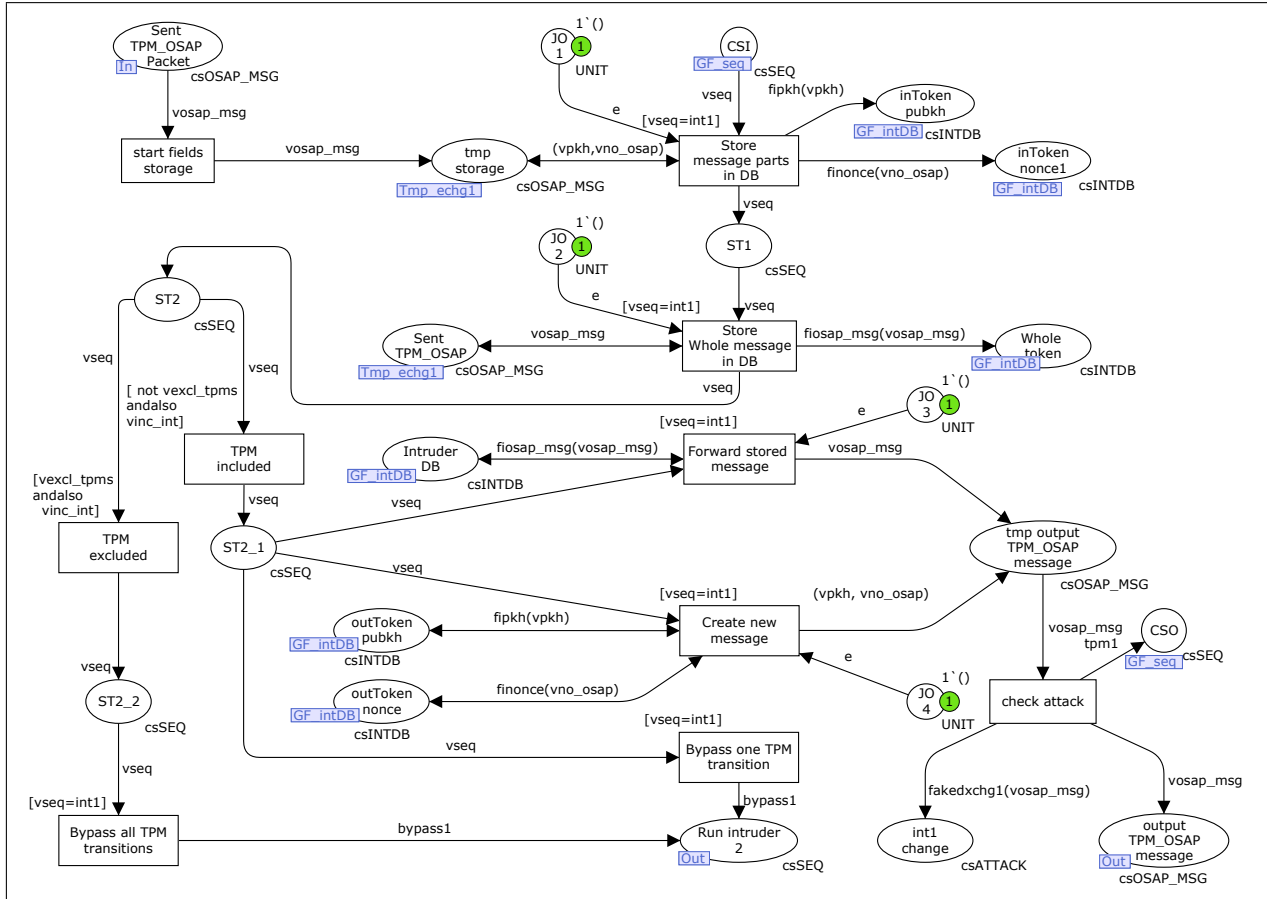 Sent
TPM_OSAP
Packet
In
csOSAP_MSG
vosap_msg
start fields
storage
vosap_msg
tmp
storage
Tmp_echg1
csOSAP_MSG
(vpkh,vno_osap)
JO
1
1
1`()
UNIT
e
[vseq=int1]
CSI
GF_seq
csSEQ
vseq
fipkh(vpkh)
inToken
pubkh
GF_intDB
csINTDB
Store
message parts
in DB
finonce(vno_osap)
inToken
nonce1
GF_intDB
csINTDB
vseq
ST1
csSEQ
vseq
JO
2
1
1`()
UNIT
e
[vseq=int1]
ST2
csSEQ
Sent
TPM_OSAP
Tmp_echg1
csOSAP_MSG
vosap_msg
Store
Whole message
in DB
fiosap_msg(vosap_msg)
Whole
token
GF_intDB
csINTDB
vseq
vseq
vseq
[ not vexcl_tpms
andalso
vinc_int]
TPM
included
[vexcl_tpms
andalso
vinc_int]
TPM
excluded
vseq
ST2_1
csSEQ
Intruder
DB
GF_intDB
csINTDB
fiosap_msg(vosap_msg)
[vseq=int1]
Forward stored
message
e
JO
3
1
1`()
UNIT
vosap_msg
vseq
vseq
tmp output
TPM_OSAP
message
csOSAP_MSG
[vseq=int1]
Create new
message
(vpkh, vno_osap)
outToken
pubkh
GF_intDB
csINTDB
fipkh(vpkh)
outToken
nonce
GF_intDB
csINTDB
finonce(vno_osap)
e
JO
4
1
1`()
UNIT
vosap_msg
tpm1
CSO
GF_seq
csSEQ
check attack
vseq
ST2_2
csSEQ
vseq
[vseq=int1]
Bypass all TPM
transitions
bypass1
vseq
[vseq=int1]
Bypass one TPM
transition
bypass1
Run intruder
2
Out
csSEQ
fakedxchg1(vosap_msg)
int1
change
csATTACK
vosap_msg
output
TPM_OSAP
message
Out
csOSAP_MSG